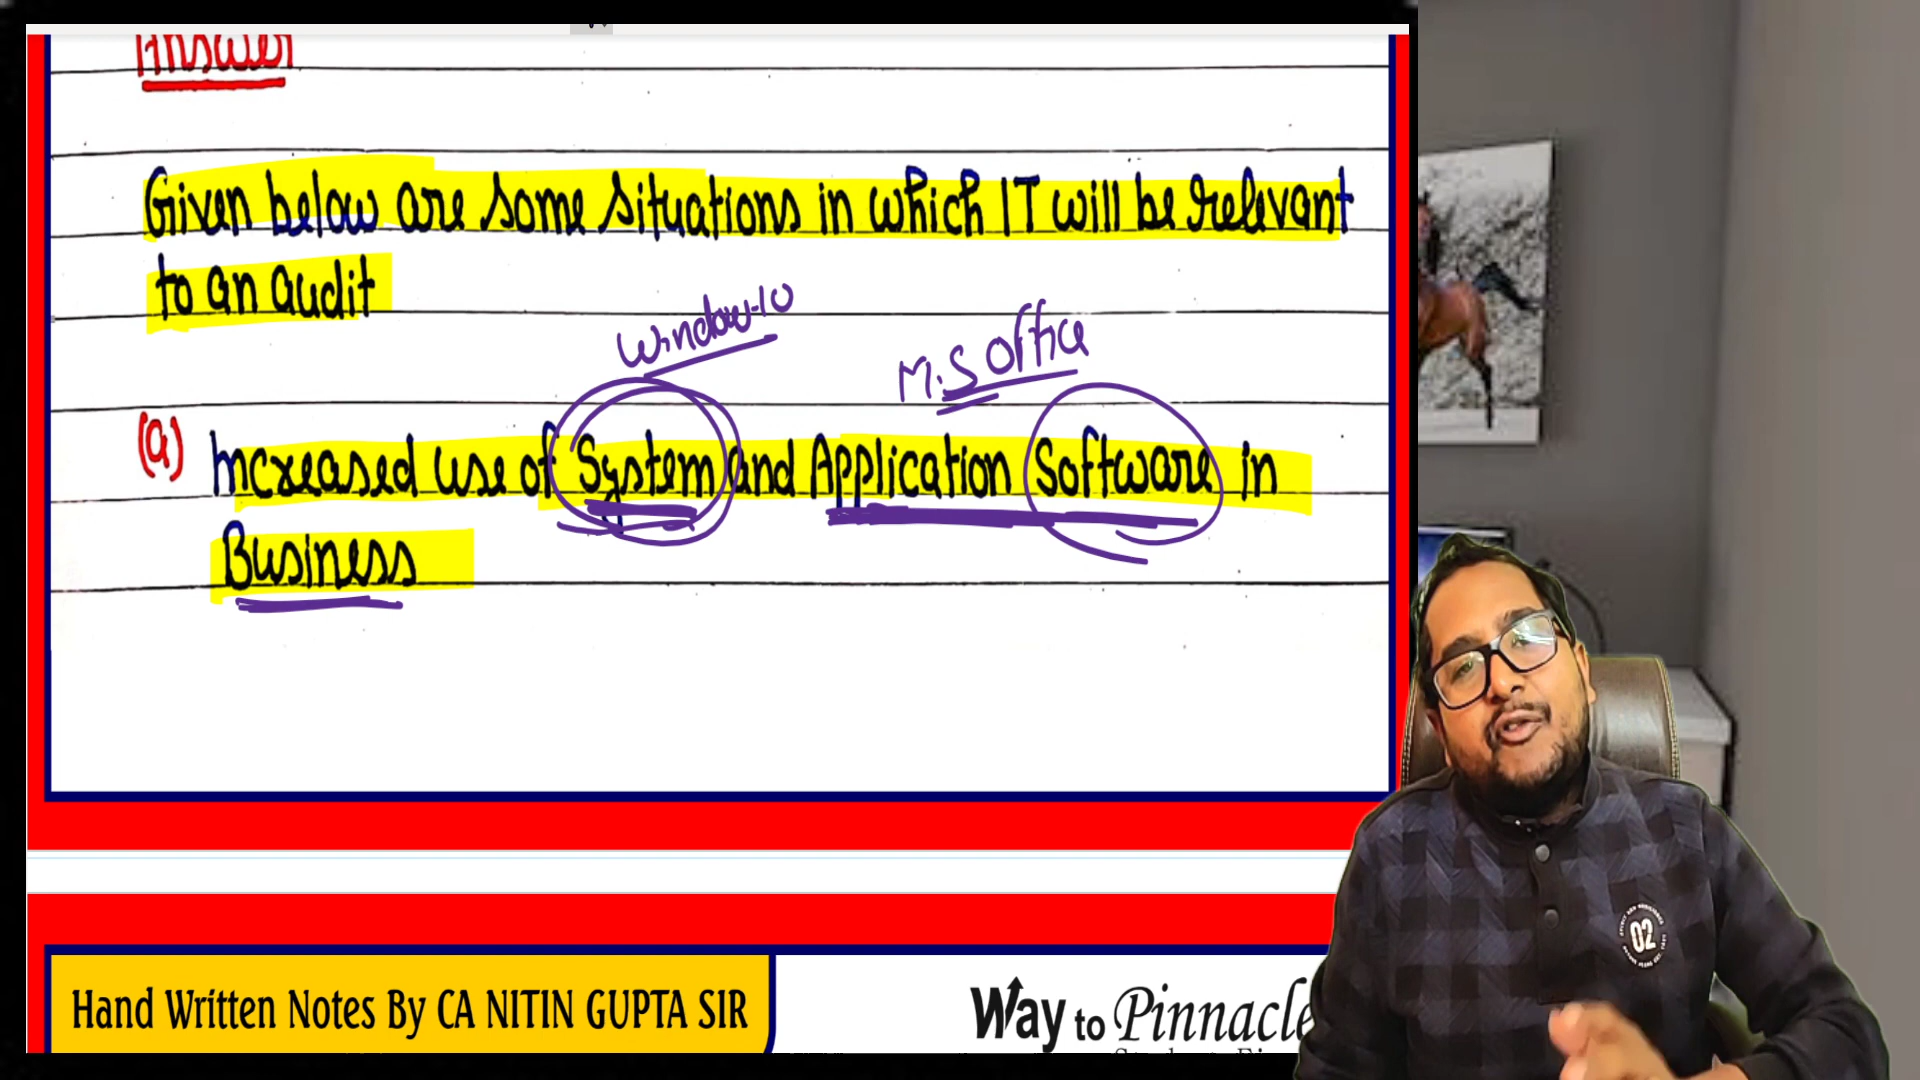 Answer
Given below are some situations in which IT will be relevant
to an audit
Window-10
M.S Office
(a) Increased use of System and Application Software in
Business
02
Hand Written Notes By CA NITIN GUPTA SIR
Way to Pinnacle